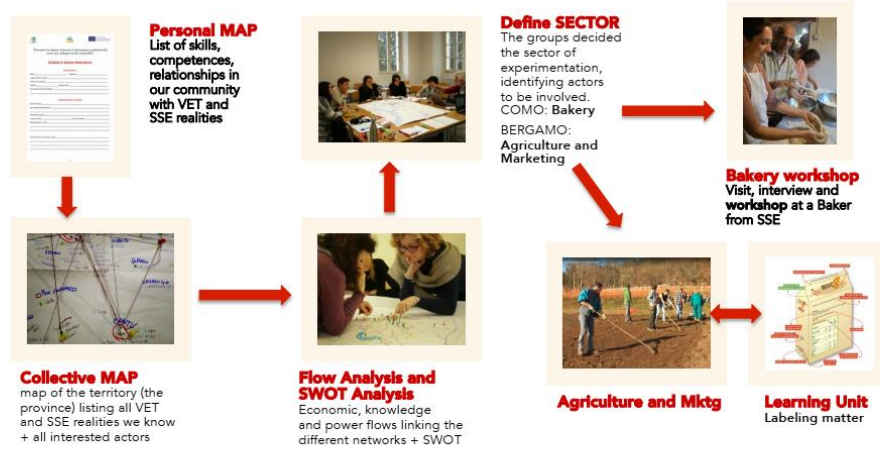 Personal MAP
List of skills,
competences,
relationships in
our community
with VET and
SSE realities
Collective MAP
map of the territory (the
province) listing all VET
and SSE realities we know
+ all interested actors
Flow Analysis and
SWOT Analysis
Economic, knowledge
and power flows linking the
different networks + SWOT
Define SECTOR
The groups decided
the sector of
experimentation,
identifying actors
to be involved.
COMO: Bakery
BERGAMO:
Agriculture and
Marketing
Bakery workshop
Visit, interview and
workshop at a Baker
from SSE
Agriculture and Mktg
Learning Unit
Labeling matter